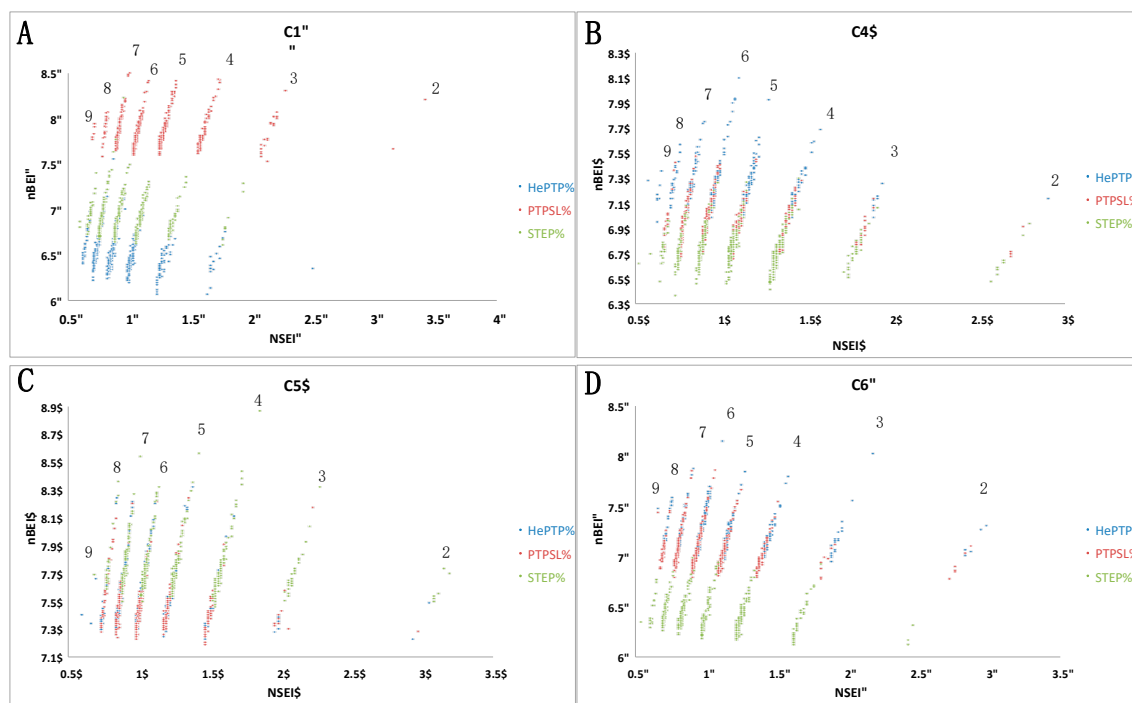 A
C1"
"
nBEI"
8.5"
8"
7.5"
7"
6.5"
6"
0.5" 1" 1.5" 2" 2.5" 3" 3.5" 4"
NSEI"
9 8 7 6 5 4 3 2
HePTP%
PTPSL%
STEP%
B
C4$
nBEI$
8.3$
8.1$
7.9$
7.7$
7.5$
7.3$
7.1$
6.9$
6.7$
6.5$
6.3$
0.5$ 1$ 1.5$ 2$ 2.5$ 3$
NSEI$
9 8 7 6 5 4 3 2
HePTP
PTPSL%
STEP%
C
C5$
nBEI$
8.9$
8.7$
8.5$
8.3$
8.1$
7.9$
7.7$
7.5$
7.3$
7.1$
0.5$ 1$ 1.5$ 2$ 2.5$ 3$ 3.5$
NSEI$
9 8 7 6 5 4 3 2
HePTP%
PTPSL%
STEP%
D
C6"
nBEI"
8.5"
8"
7.5"
7"
6.5"
6"
0.5" 1" 1.5" 2" 2.5" 3" 3.5"
NSEI"
9 8 7 6 5 4 3 2
HePTP
PTPSL%
STEP%